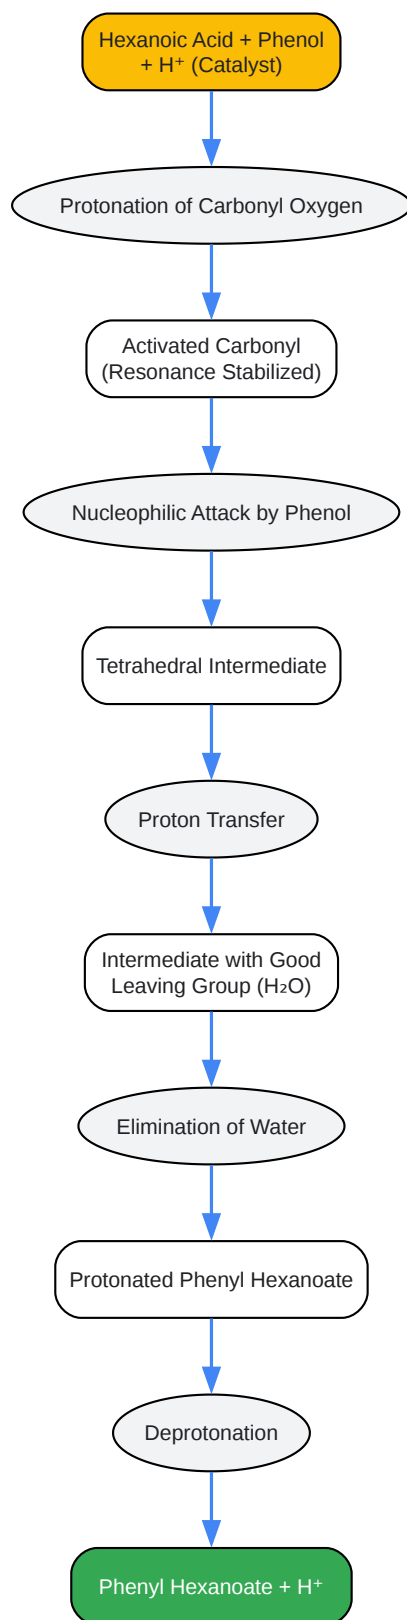 Hexanoic Acid + Phenol
+ H⁺ (Catalyst)
Protonation of Carbonyl Oxygen
Activated Carbonyl
(Resonance Stabilized)
Nucleophilic Attack by Phenol
Tetrahedral Intermediate
Proton Transfer
Intermediate with Good
Leaving Group (H₂O)
Elimination of Water
Protonated Phenyl Hexanoate
Deprotonation
Phenyl Hexanoate + H⁺